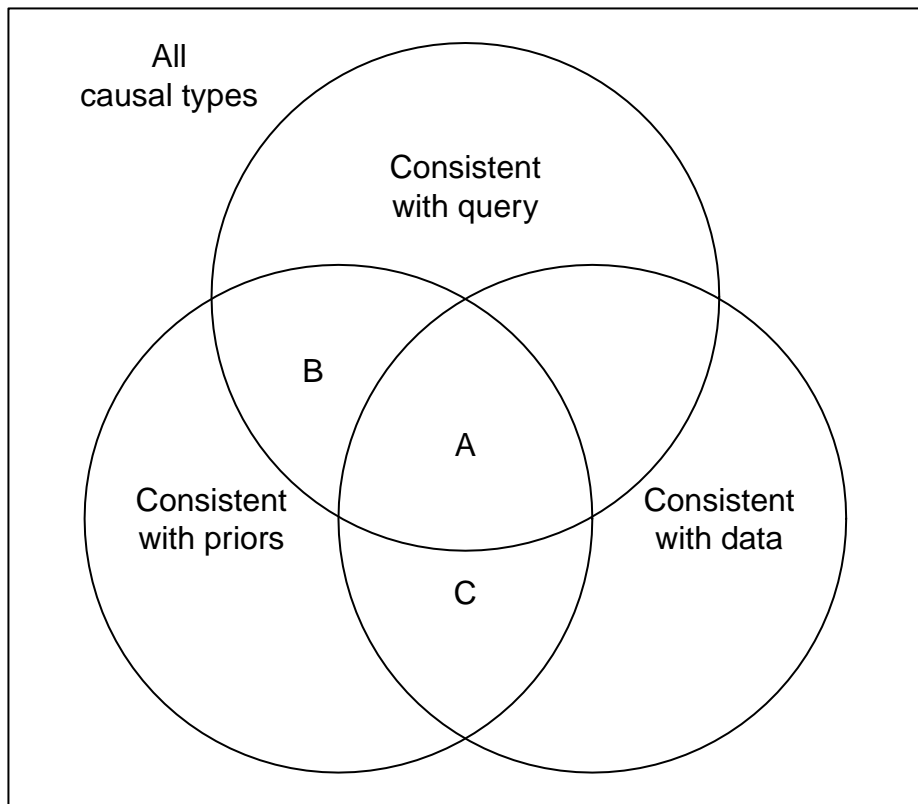 All
causal types
Consistent
with query
B
A
Consistent
with priors
Consistent
with data
C